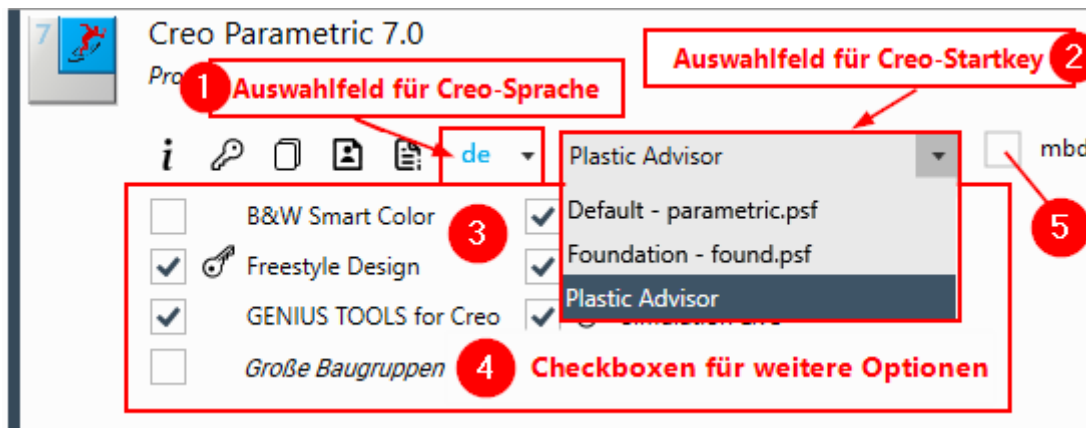 7
Creo Parametric 7.0
Auswahlfeld für Creo-Startkey 2
Pro
1 Auswahlfeld für Creo-Sprache
i de Plastic Advisor mbd
B&W Smart Color 3 Default - parametric.psf 5
Freestyle Design Foundation - found.psf
Plastic Advisor
GENIUS TOOLS for Creo
Große Baugruppen 4 Checkboxen für weitere Optionen